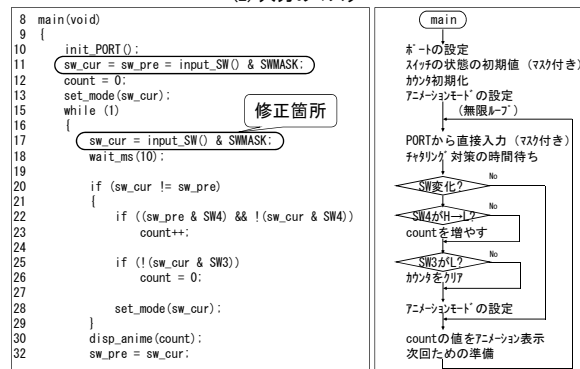 8 main(void)
9 {
10 init_PORT();
11 sw_cur = sw_pre = input_SW() & SWMASK;
12 count = 0;
13 set_mode(sw_cur);
15 while (1)
16 {
17 sw_cur = input_SW() & SWMASK;
18 wait_ms(10);
19
20 if (sw_cur != sw_pre)
21 {
22 if ((sw_pre & SW4) && !(sw_cur & SW4))
23 count++;
24
25 if (!(sw_cur & SW3))
26 count = 0;
27
28 set_mode(sw_cur);
29 }
30 disp_anime(count);
32 sw_pre = sw_cur;
修正箇所
main
ポートの設定
スイッチの状態の初期値 (マスク付き)
カウンタ初期化
アニメーションモードの設定
(無限ループ)
PORTから直接入力 (マスク付き)
チャタリング対策の時間待ち
SW変化?
No
SW4がH→L?
No
countを増やす
SW3がL?
No
カウンタをクリア
アニメーションモードの設定
countの値をアニメーション表示
次回ための準備